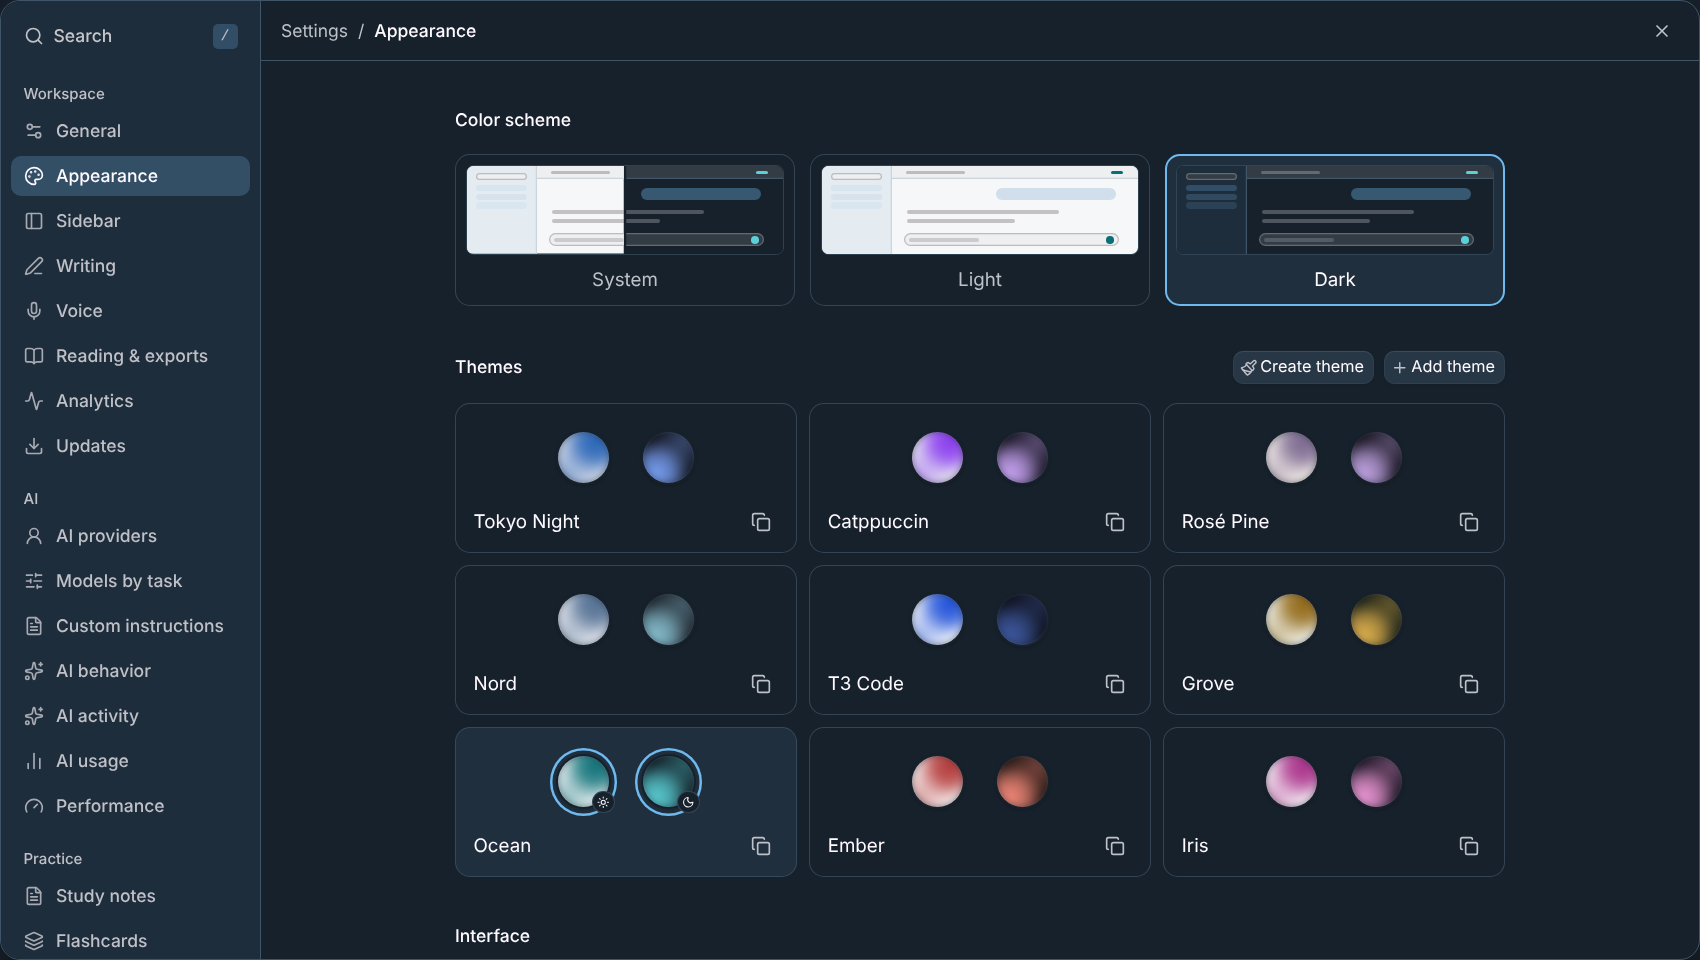 Search
/
Workspace
General
Appearance
Sidebar
Writing
Voice
Reading & exports
Analytics
Updates
AI
AI providers
Models by task
Custom instructions
AI behavior
AI activity
AI usage
Performance
Practice
Study notes
Flashcards
Settings / Appearance
Color scheme
System
Light
Dark
Themes
Create theme
Add theme
Tokyo Night
Catppuccin
Rosé Pine
Nord
T3 Code
Grove
Ocean
Ember
Iris
Interface